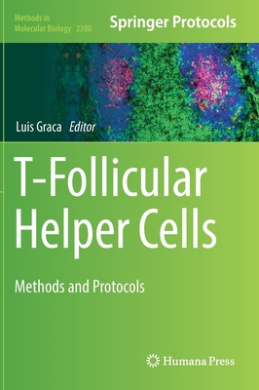 Methods in
Molecular Biology 2380
Springer Protocols
Luis Graca Editor
T-Follicular
Helper Cells
Methods and Protocols
Humana Press